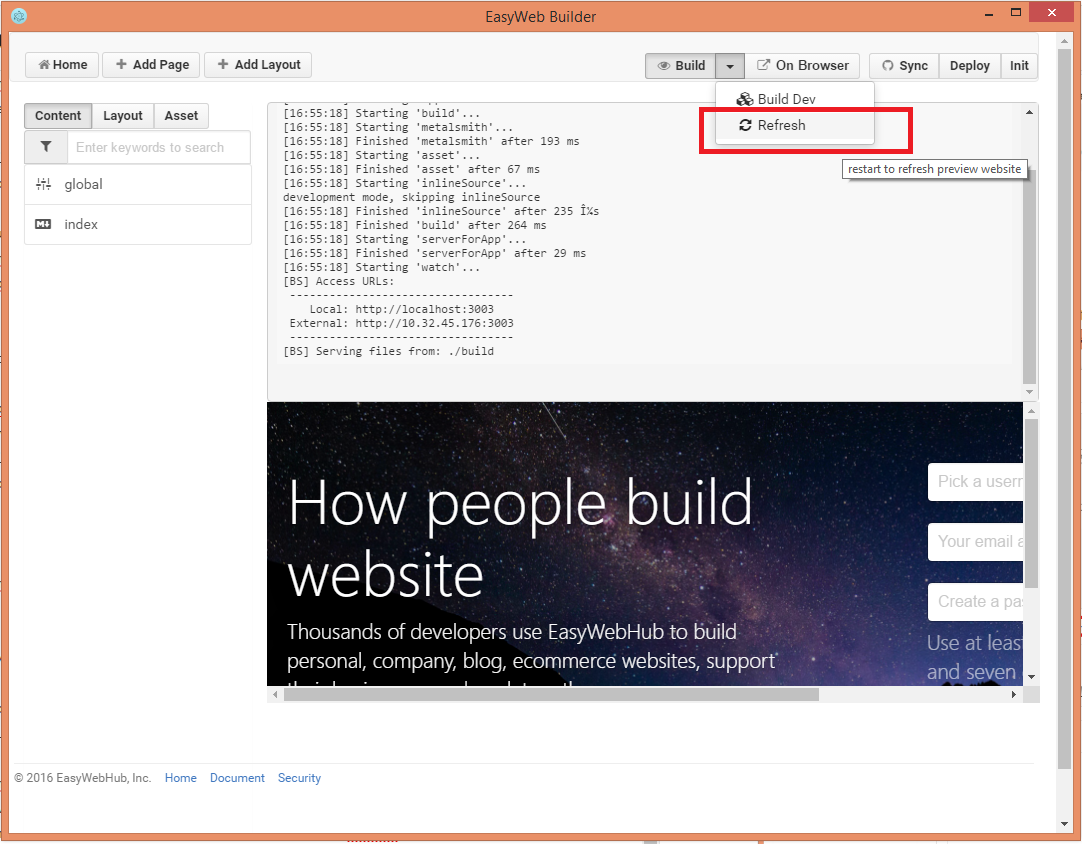 EasyWeb Builder
Home
Add Page
Add Layout
Build
On Browser
Sync
Deploy
Init
Build Dev
Refresh
restart to refresh preview website
Content
Layout
Asset
Enter keywords to search
global
index
[16:55:18] Starting 'build'...
[16:55:18] Starting 'metalsmith'...
[16:55:18] Finished 'metalsmith' after 193 ms
[16:55:18] Starting 'asset'...
[16:55:18] Finished 'asset' after 67 ms
[16:55:18] Starting 'inlineSource'...
development mode, skipping inlineSource
[16:55:18] Finished 'inlineSource' after 235 Î¼s
[16:55:18] Finished 'build' after 264 ms
[16:55:18] Starting 'serverForApp'...
[16:55:18] Finished 'serverForApp' after 29 ms
[16:55:18] Starting 'watch'...
[BS] Access URLs:
----------------------------------
Local: http://localhost:3003
External: http://10.32.45.176:3003
----------------------------------
[BS] Serving files from: ./build
How people build
website
Thousands of developers use EasyWebHub to build
personal, company, blog, ecommerce websites, support
Pick a usern
Your email a
Create a pas
Use at least
and seven
© 2016 EasyWebHub, Inc. Home Document Security